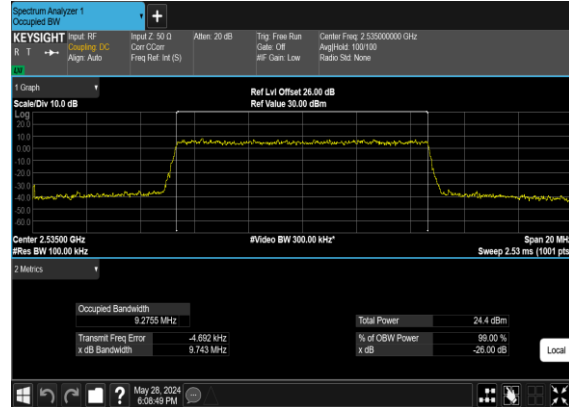 Spectrum Analyzer 1
Occupied BW
+
KEYSIGHT
R T
LM
Input: RF
Coupling: DC
Align: Auto
Input Z: 50 Ω
Corr CCorr
Freq Ref: Int (S)
Atten: 20 dB
Trig: Free Run
Gate: Off
#IF Gain: Low
Center Freq: 2.535000000 GHz
Avg|Hold: 100/100
Radio Std: None
1 Graph
Scale/Div 10.0 dB
Ref Lvl Offset 26.00 dB
Ref Value 30.00 dBm
Log
20.0
10.0
0.00
-10.0
-20.0
-30.0
-40.0
-50.0
-60.0
Center 2.53500 GHz
#Res BW 100.00 kHz
#Video BW 300.00 kHz*
Span 20 MHz
Sweep 2.53 ms (1001 pts)
2 Metrics
Occupied Bandwidth
9.2755 MHz
Transmit Freq Error -4.692 kHz
x dB Bandwidth 9.743 MHz
Total Power 24.4 dBm
% of OBW Power 99.00 %
x dB -26.00 dB
Local
?
May 28, 2024
6:08:49 PM